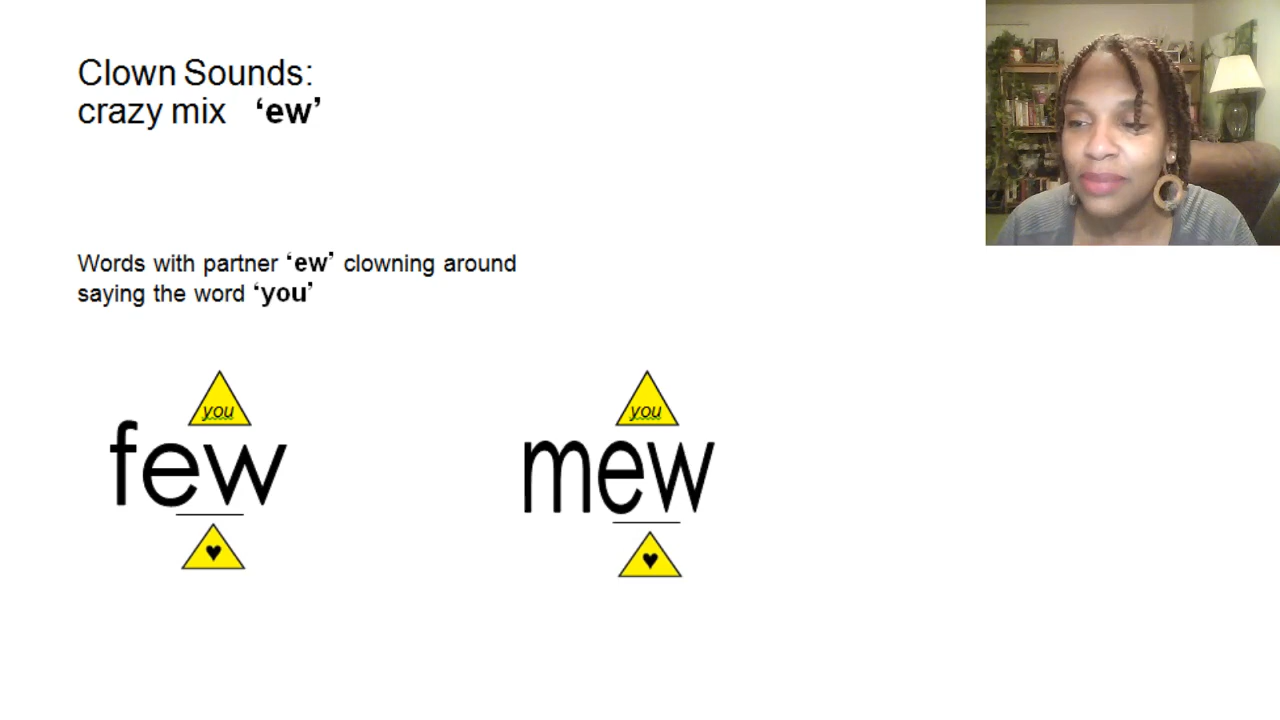 Clown Sounds:
crazy mix ‘ew’
Words with partner ‘ew’ clowning around
saying the word ‘you’
you
you
few
mew